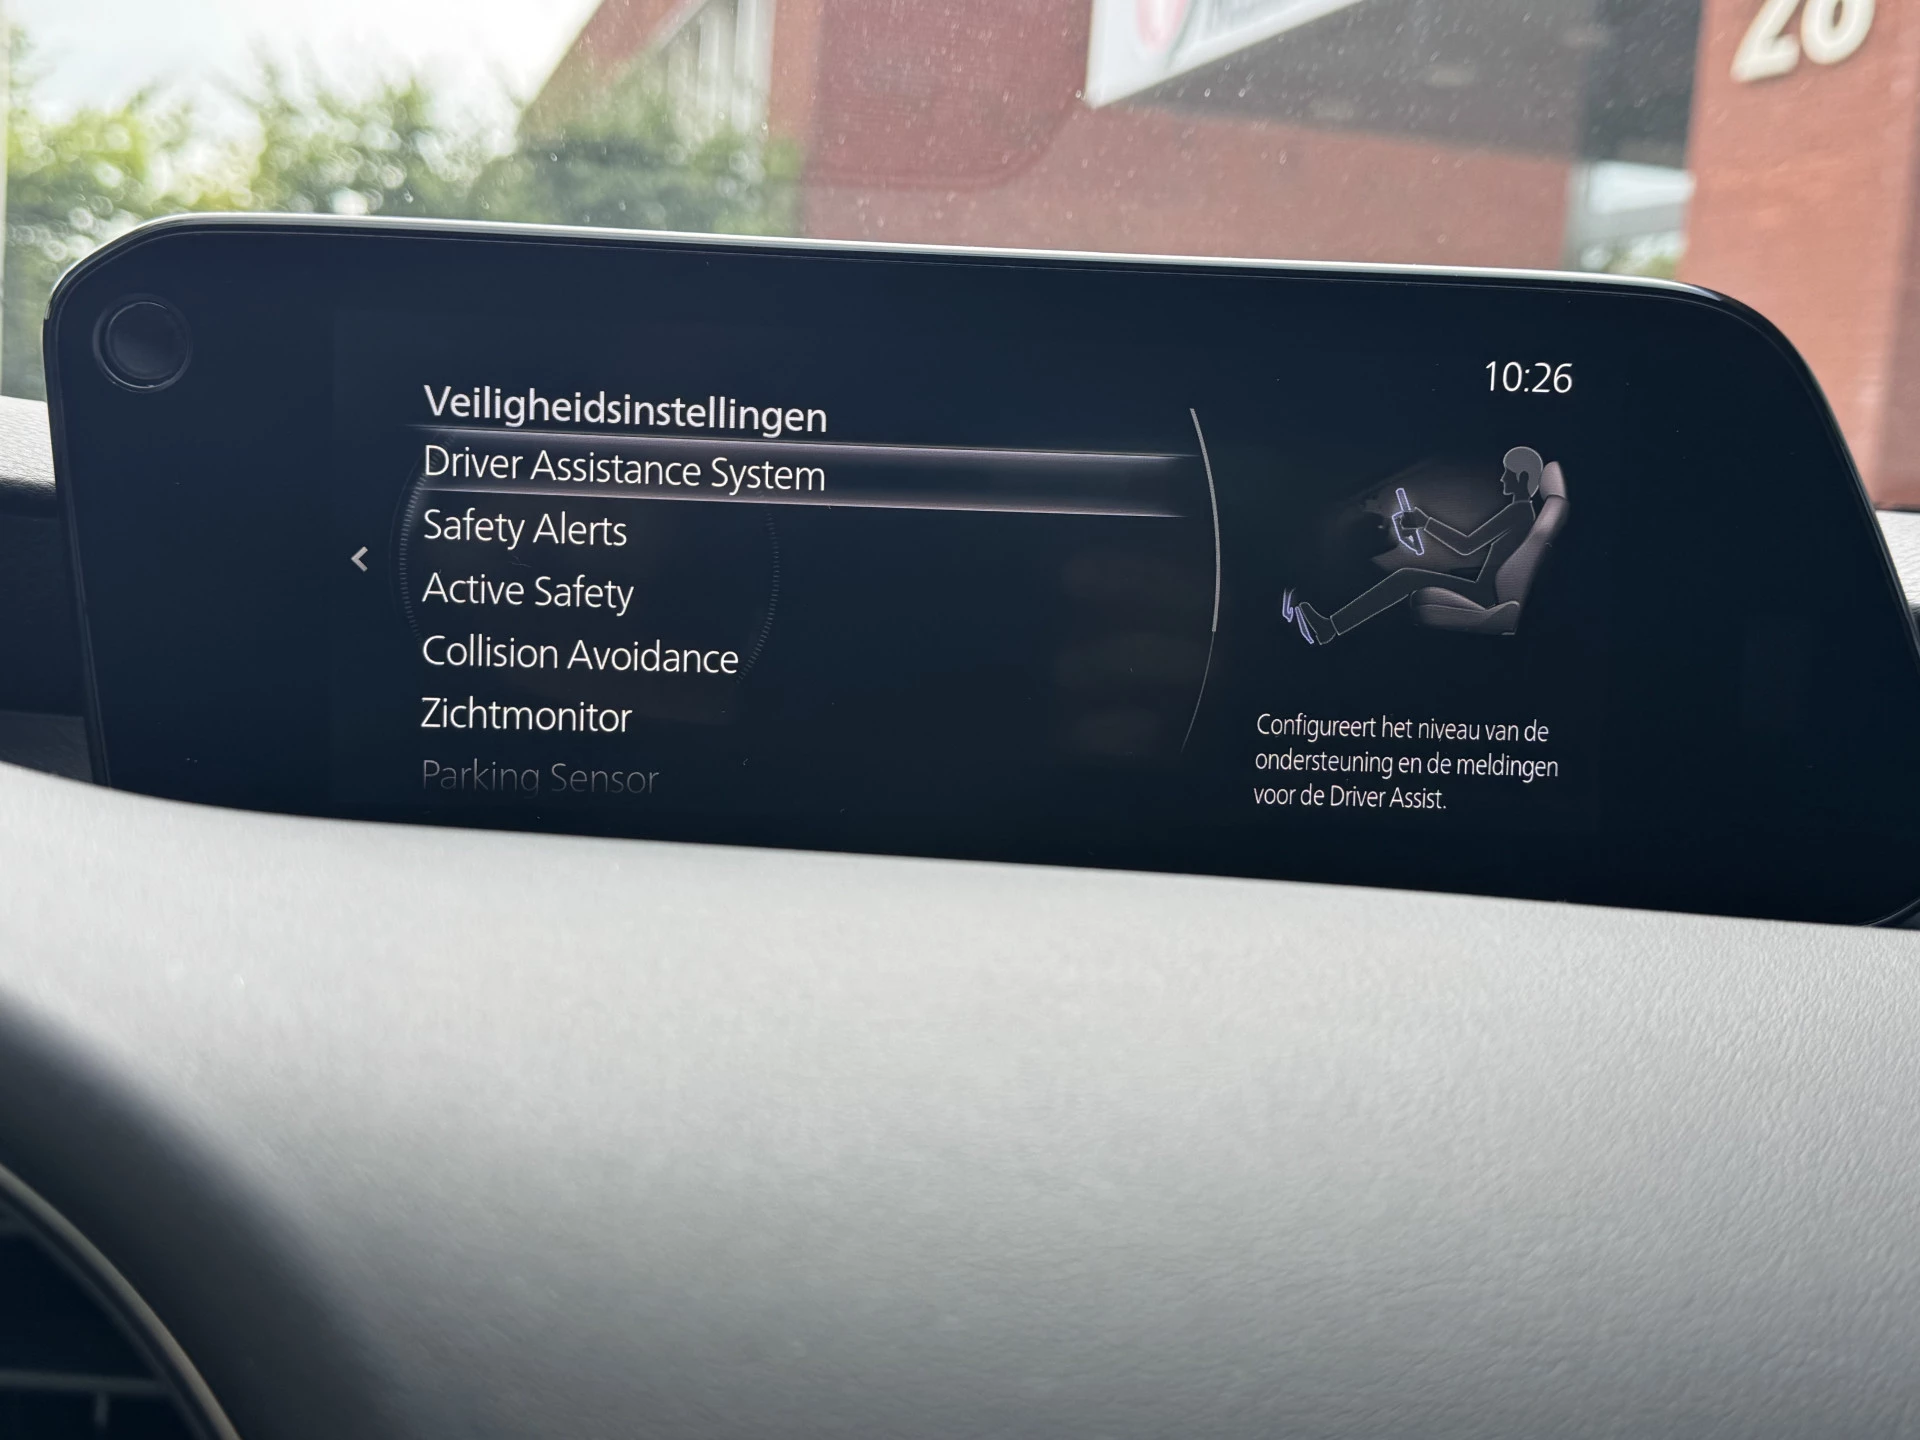 28
10:26
Veiligheidsinstellingen
Driver Assistance System
Safety Alerts
Active Safety
Collision Avoidance
Zichtmonitor
Parking Sensor
Configureert het niveau van de
ondersteuning en de meldingen
voor de Driver Assist.